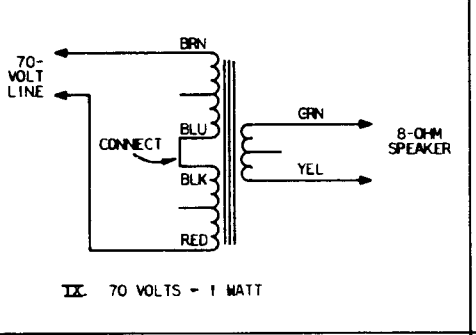 BRN
70-
VOLT
LINE
GRN
BLU
CONNECT
8-OHM
SPEAKER
BLK
YEL
RED
IX. 70 VOLTS - 1 WATT